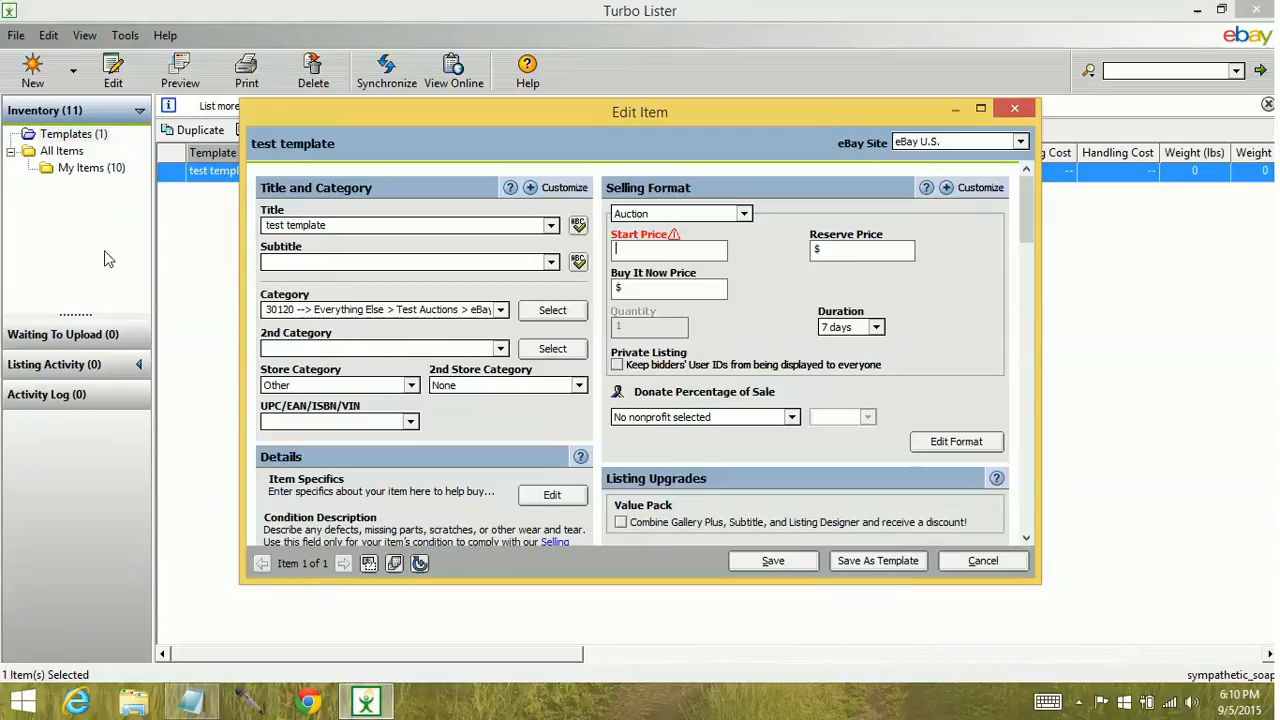 Turbo Lister
File Edit View Tools Help
ebay
New Edit Preview Print Delete Synchronize View Online Help
Inventory (11)
Templates (1)
All Items
My Items (10)
Waiting To Upload (0)
Listing Activity (0)
Activity Log (0)
List more
Duplicate
Template
test templ
g Cost Handling Cost Weight (lbs) Weight
-- -- 0 0
Edit Item
test template
eBay Site eBay U.S.
Title and Category
Customize
Title
test template
Subtitle
Category
30120 --> Everything Else > Test Auctions > eBay
Select
2nd Category
Select
Store Category 2nd Store Category
Other None
UPC/EAN/ISBN/VIN
Details
Item Specifics
Enter specifics about your item here to help buy...
Edit
Condition Description
Describe any defects, missing parts, scratches, or other wear and tear.
Use this field only for your item's condition to comply with our Selling
Selling Format
Customize
Auction
Start Price Reserve Price
$
Buy It Now Price
$
Quantity Duration
1 7 days
Private Listing
Keep bidders' User IDs from being displayed to everyone
Donate Percentage of Sale
No nonprofit selected
Edit Format
Listing Upgrades
Value Pack
Combine Gallery Plus, Subtitle, and Listing Designer and receive a discount!
Item 1 of 1
Save Save As Template Cancel
1 Item(s) Selected
sympathetic_soap
6:10 PM
9/5/2015